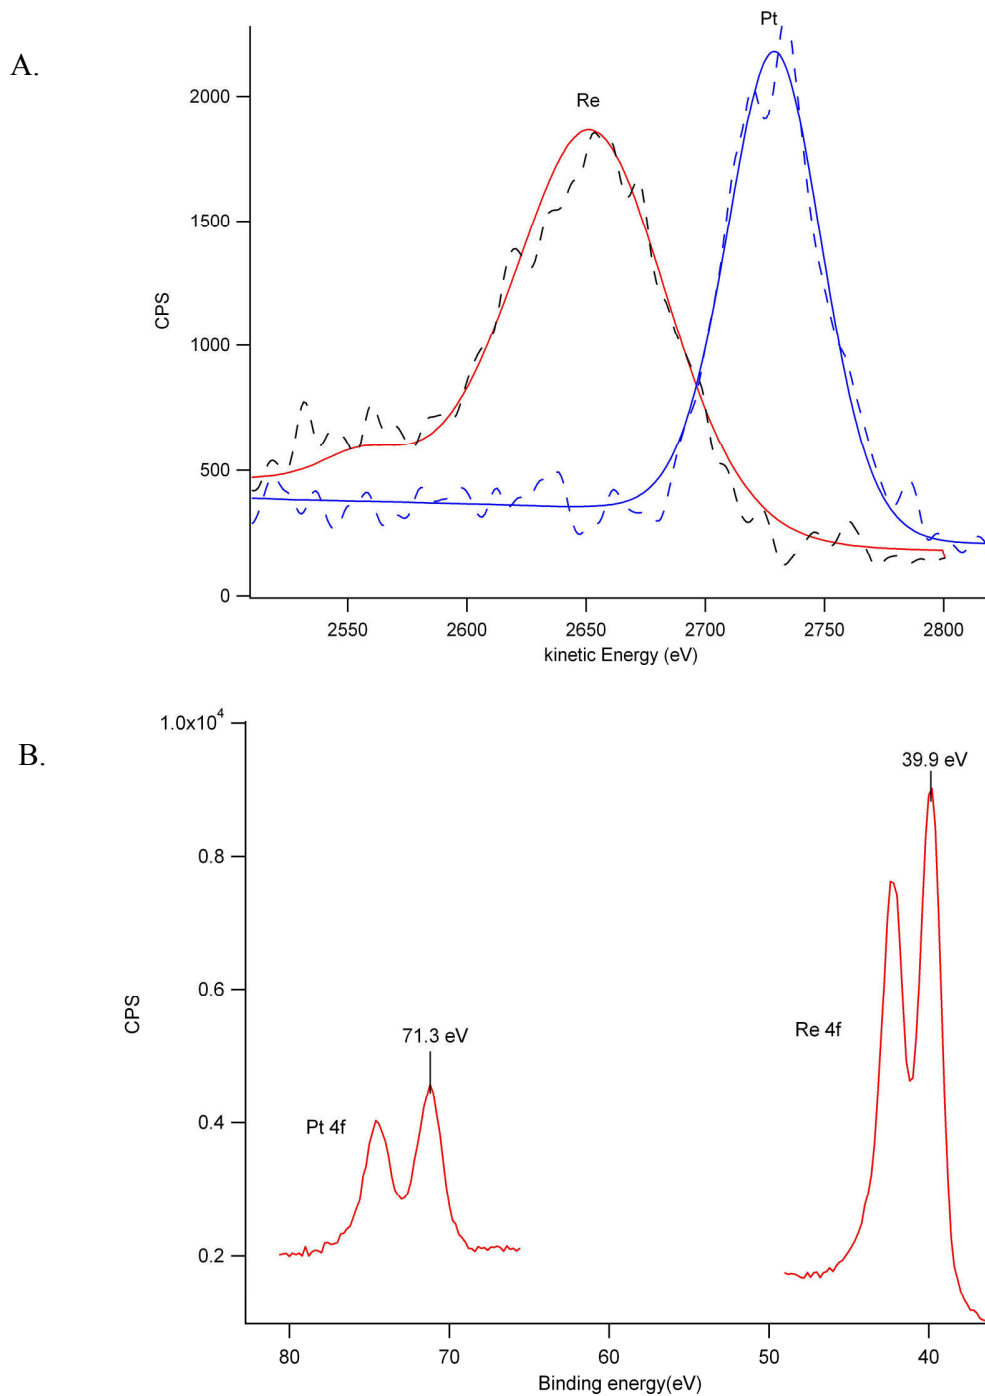 A.
Pt
Re
2000
1500
1000
500
0
CPS
2550 2600 2650 2700 2750 2800
kinetic Energy (eV)
B.
1.0x10⁴
0.8
0.6
0.4
0.2
CPS
39.9 eV
Re 4f
71.3 eV
Pt 4f
80 70 60 50 40
Binding energy(eV)